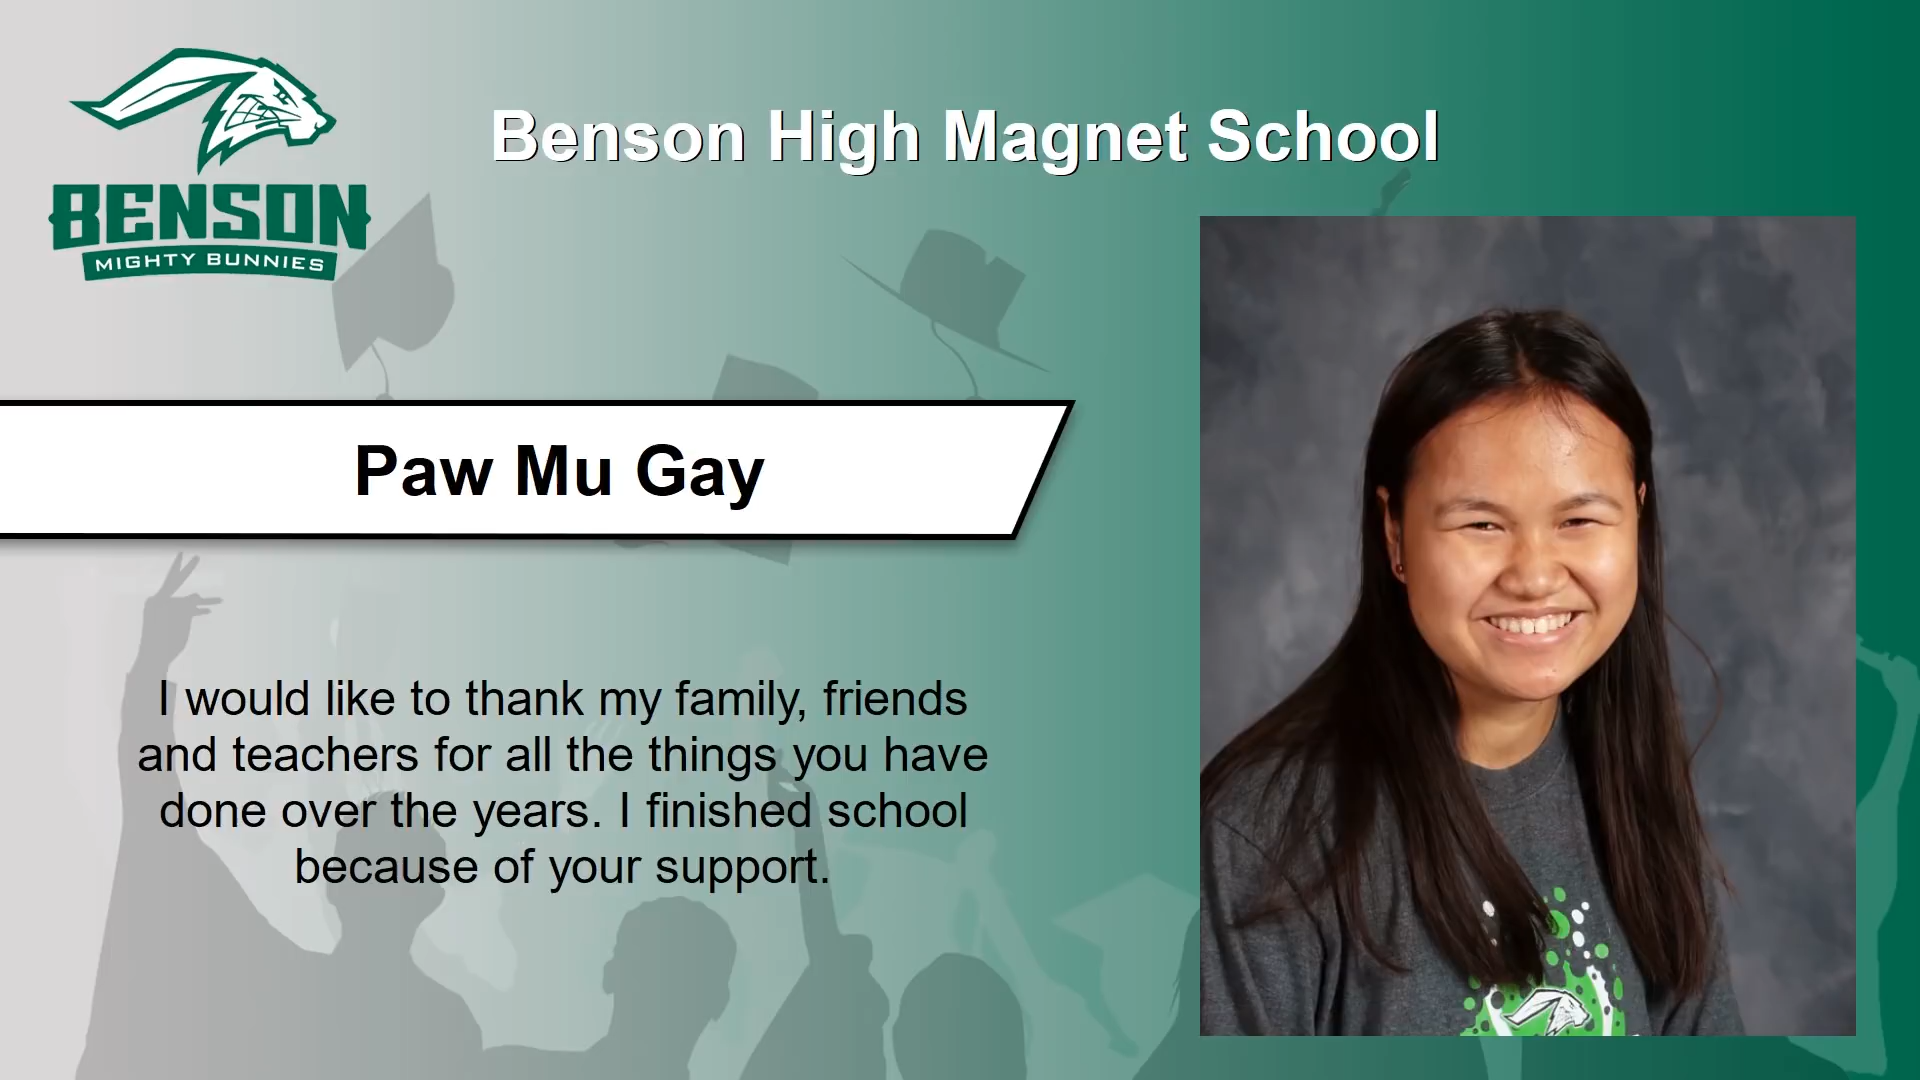 BENSON
MIGHTY BUNNIES
Benson High Magnet School
Paw Mu Gay
I would like to thank my family, friends
and teachers for all the things you have
done over the years. I finished school
because of your support.